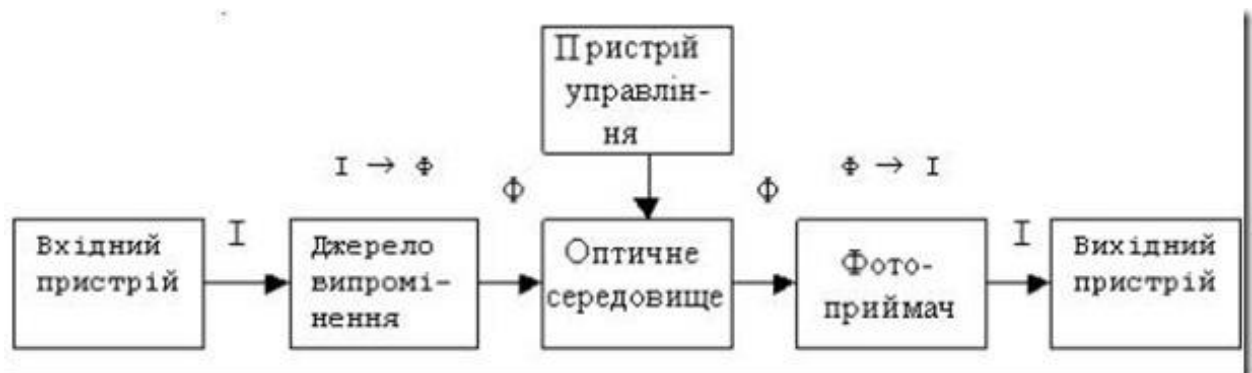 Пристрій
управлін-
ня
I → Ф
Ф
Ф
Ф → I
Вхідний
пристрій
I
Джерело
випромі-
нення
Оптичне
середовище
Фото-
приймач
I
Вихідний
пристрій